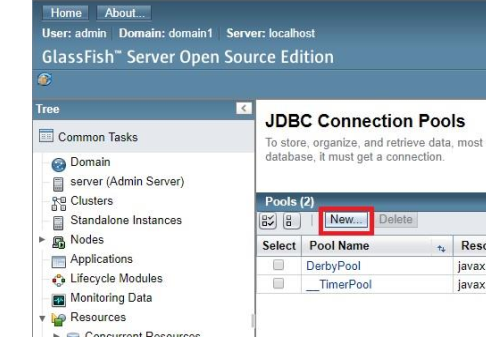 Home About...
User: admin Domain: domain1 Server: localhost
GlassFish™ Server Open Source Edition
Tree
Common Tasks
Domain
server (Admin Server)
Clusters
Standalone Instances
Nodes
Applications
Lifecycle Modules
Monitoring Data
Resources
Concurrent Resources
JDBC Connection Pools
To store, organize, and retrieve data, most
database, it must get a connection.
Pools (2)
New... Delete
Select Pool Name Reso
DerbyPool javax
__TimerPool javax